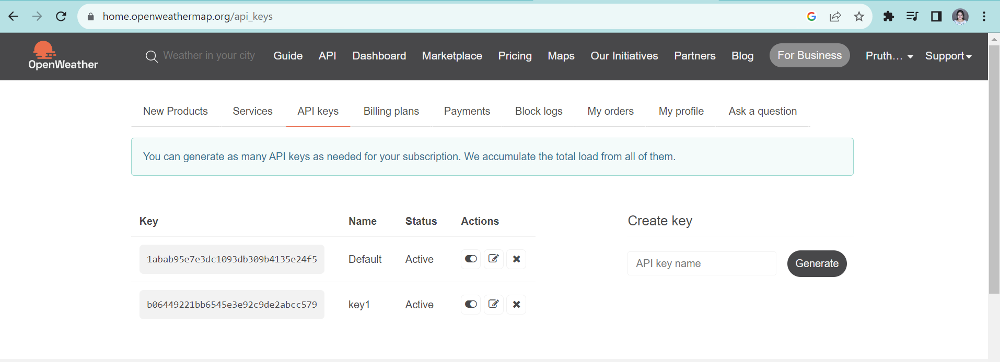 home.openweathermap.org/api_keys
OpenWeather
Weather in your city Guide API Dashboard Marketplace Pricing Maps Our Initiatives Partners Blog For Business Pruth... Support
New Products Services API keys Billing plans Payments Block logs My orders My profile Ask a question
You can generate as many API keys as needed for your subscription. We accumulate the total load from all of them.
Key Name Status Actions
1abab95e7e3dc1093db309b4135e24f5 Default Active
b06449221bb6545e3e92c9de2abcc579 key1 Active
Create key
API key name Generate